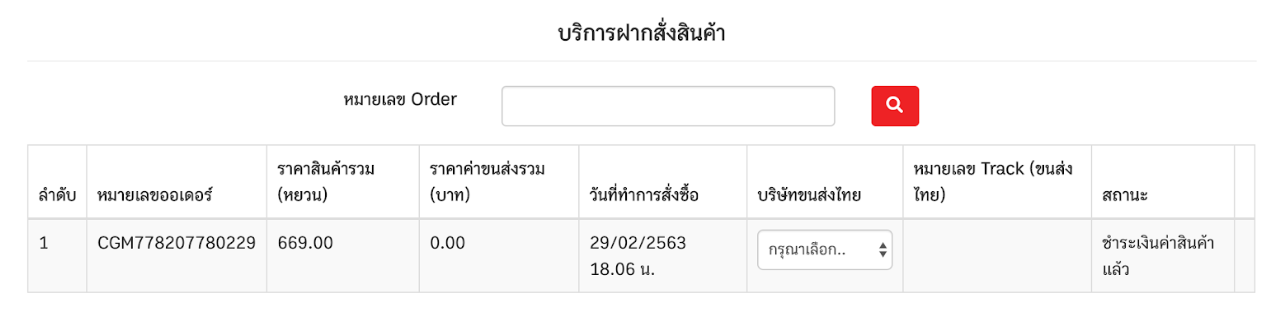 บริการฝากสั่งสินค้า
หมายเลข Order
ลำดับ
หมายเลขออเดอร์
ราคาสินค้ารวม
(หยวน)
ราคาค่าขนส่งรวม
(บาท)
วันที่ทำการสั่งซื้อ
บริษัทขนส่งไทย
หมายเลข Track (ขนส่ง
ไทย)
สถานะ
1
CGM778207780229
669.00
0.00
29/02/2563
18.06 น.
กรุณาเลือก..
ชำระเงินค่าสินค้า
แล้ว